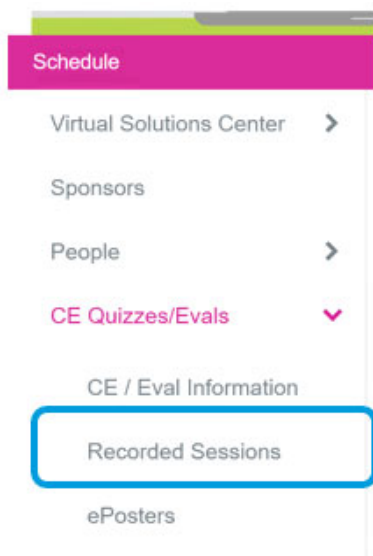 Schedule
Virtual Solutions Center
Sponsors
People
CE Quizzes/Evals
CE / Eval Information
Recorded Sessions
ePosters